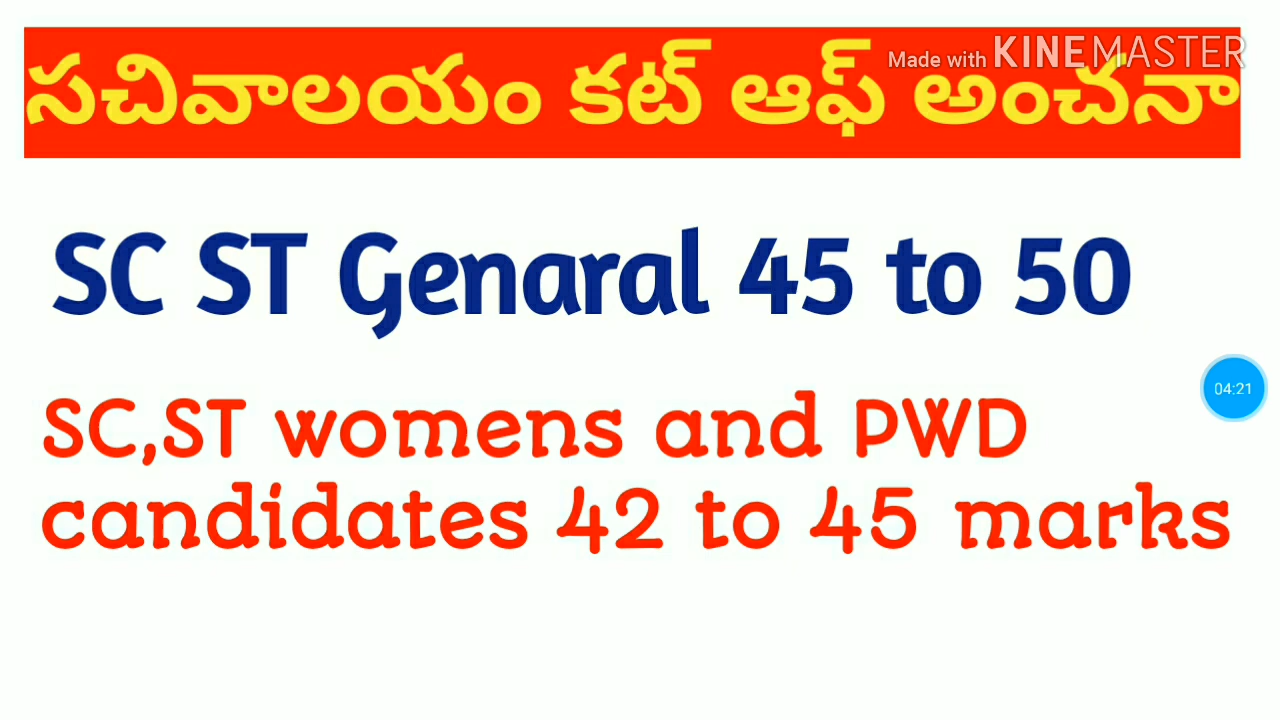 Made with KINEMASTER
సచివాలయం కట్ ఆఫ్ అంచనా
SC ST Genaral 45 to 50
04:21
SC,ST womens and PWD
candidates 42 to 45 marks